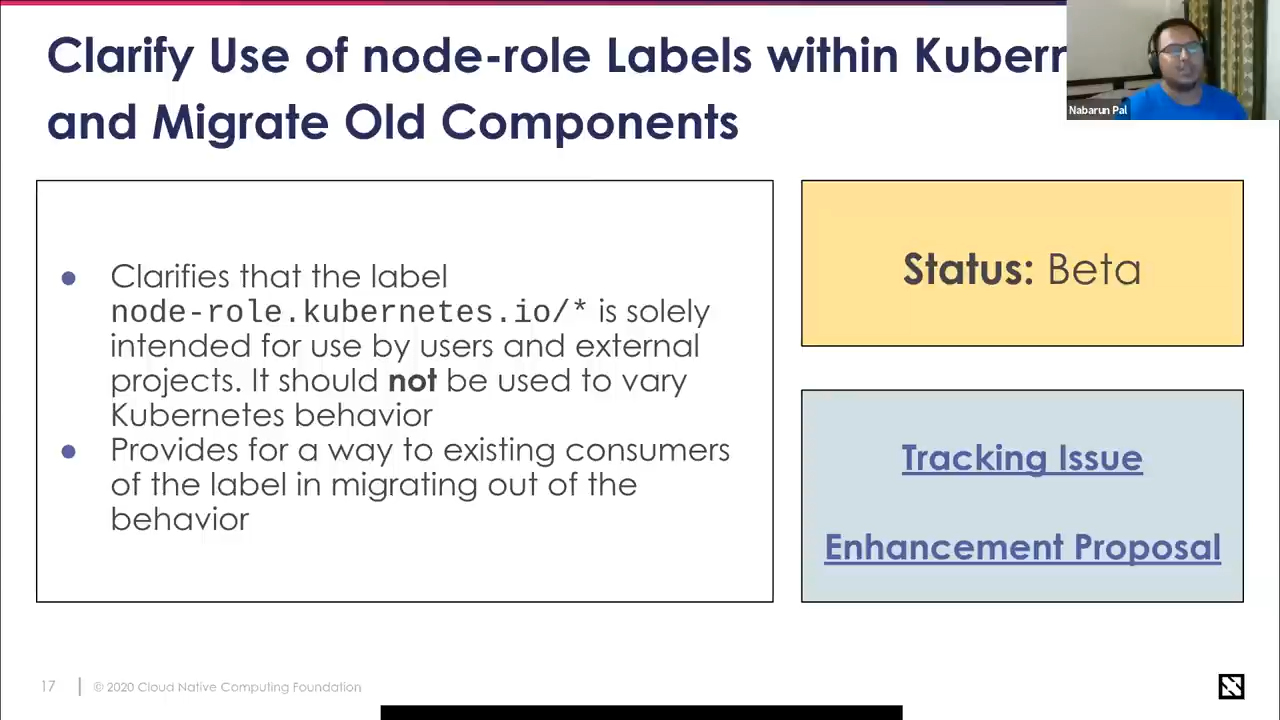 Clarify Use of node-role Labels within Kubern
and Migrate Old Components
Nabarun Pal
Clarifies that the label
node-role.kubernetes.io/* is solely
intended for use by users and external
projects. It should not be used to vary
Kubernetes behavior
Provides for a way to existing consumers
of the label in migrating out of the
behavior
Status: Beta
Tracking Issue
Enhancement Proposal
17
© 2020 Cloud Native Computing Foundation